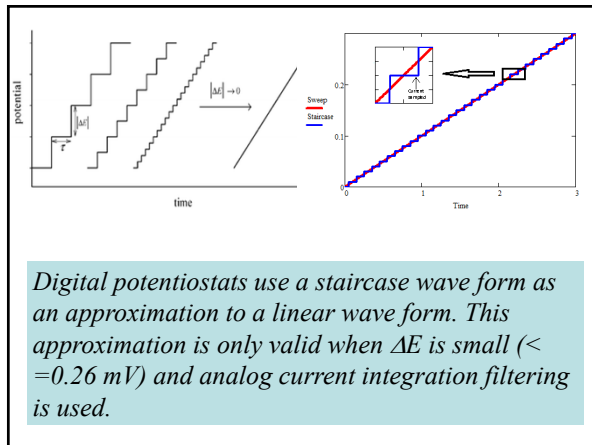 potential
|ΔE|
τ
|ΔE|→0
time
0.2
0.1
0
0
1
2
3
Time
Sweep
Staircase
Current
sampled
Digital potentiostats use a staircase wave form as
an approximation to a linear wave form. This
approximation is only valid when ΔE is small (<
=0.26 mV) and analog current integration filtering
is used.